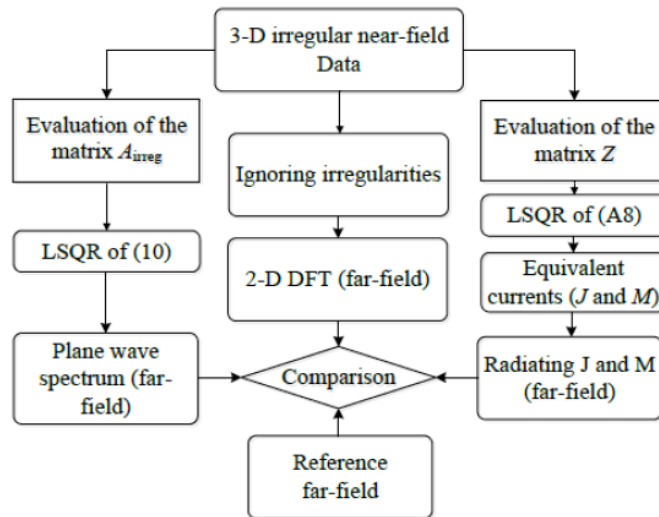 3-D irregular near-field
Data
Evaluation of the
matrix A_irreg
LSQR of (10)
Plane wave
spectrum (far-
field)
Ignoring irregularities
2-D DFT (far-field)
Comparison
Reference
far-field
Evaluation of the
matrix Z
LSQR of (A8)
Equivalent
currents (J and M)
Radiating J and M
(far-field)